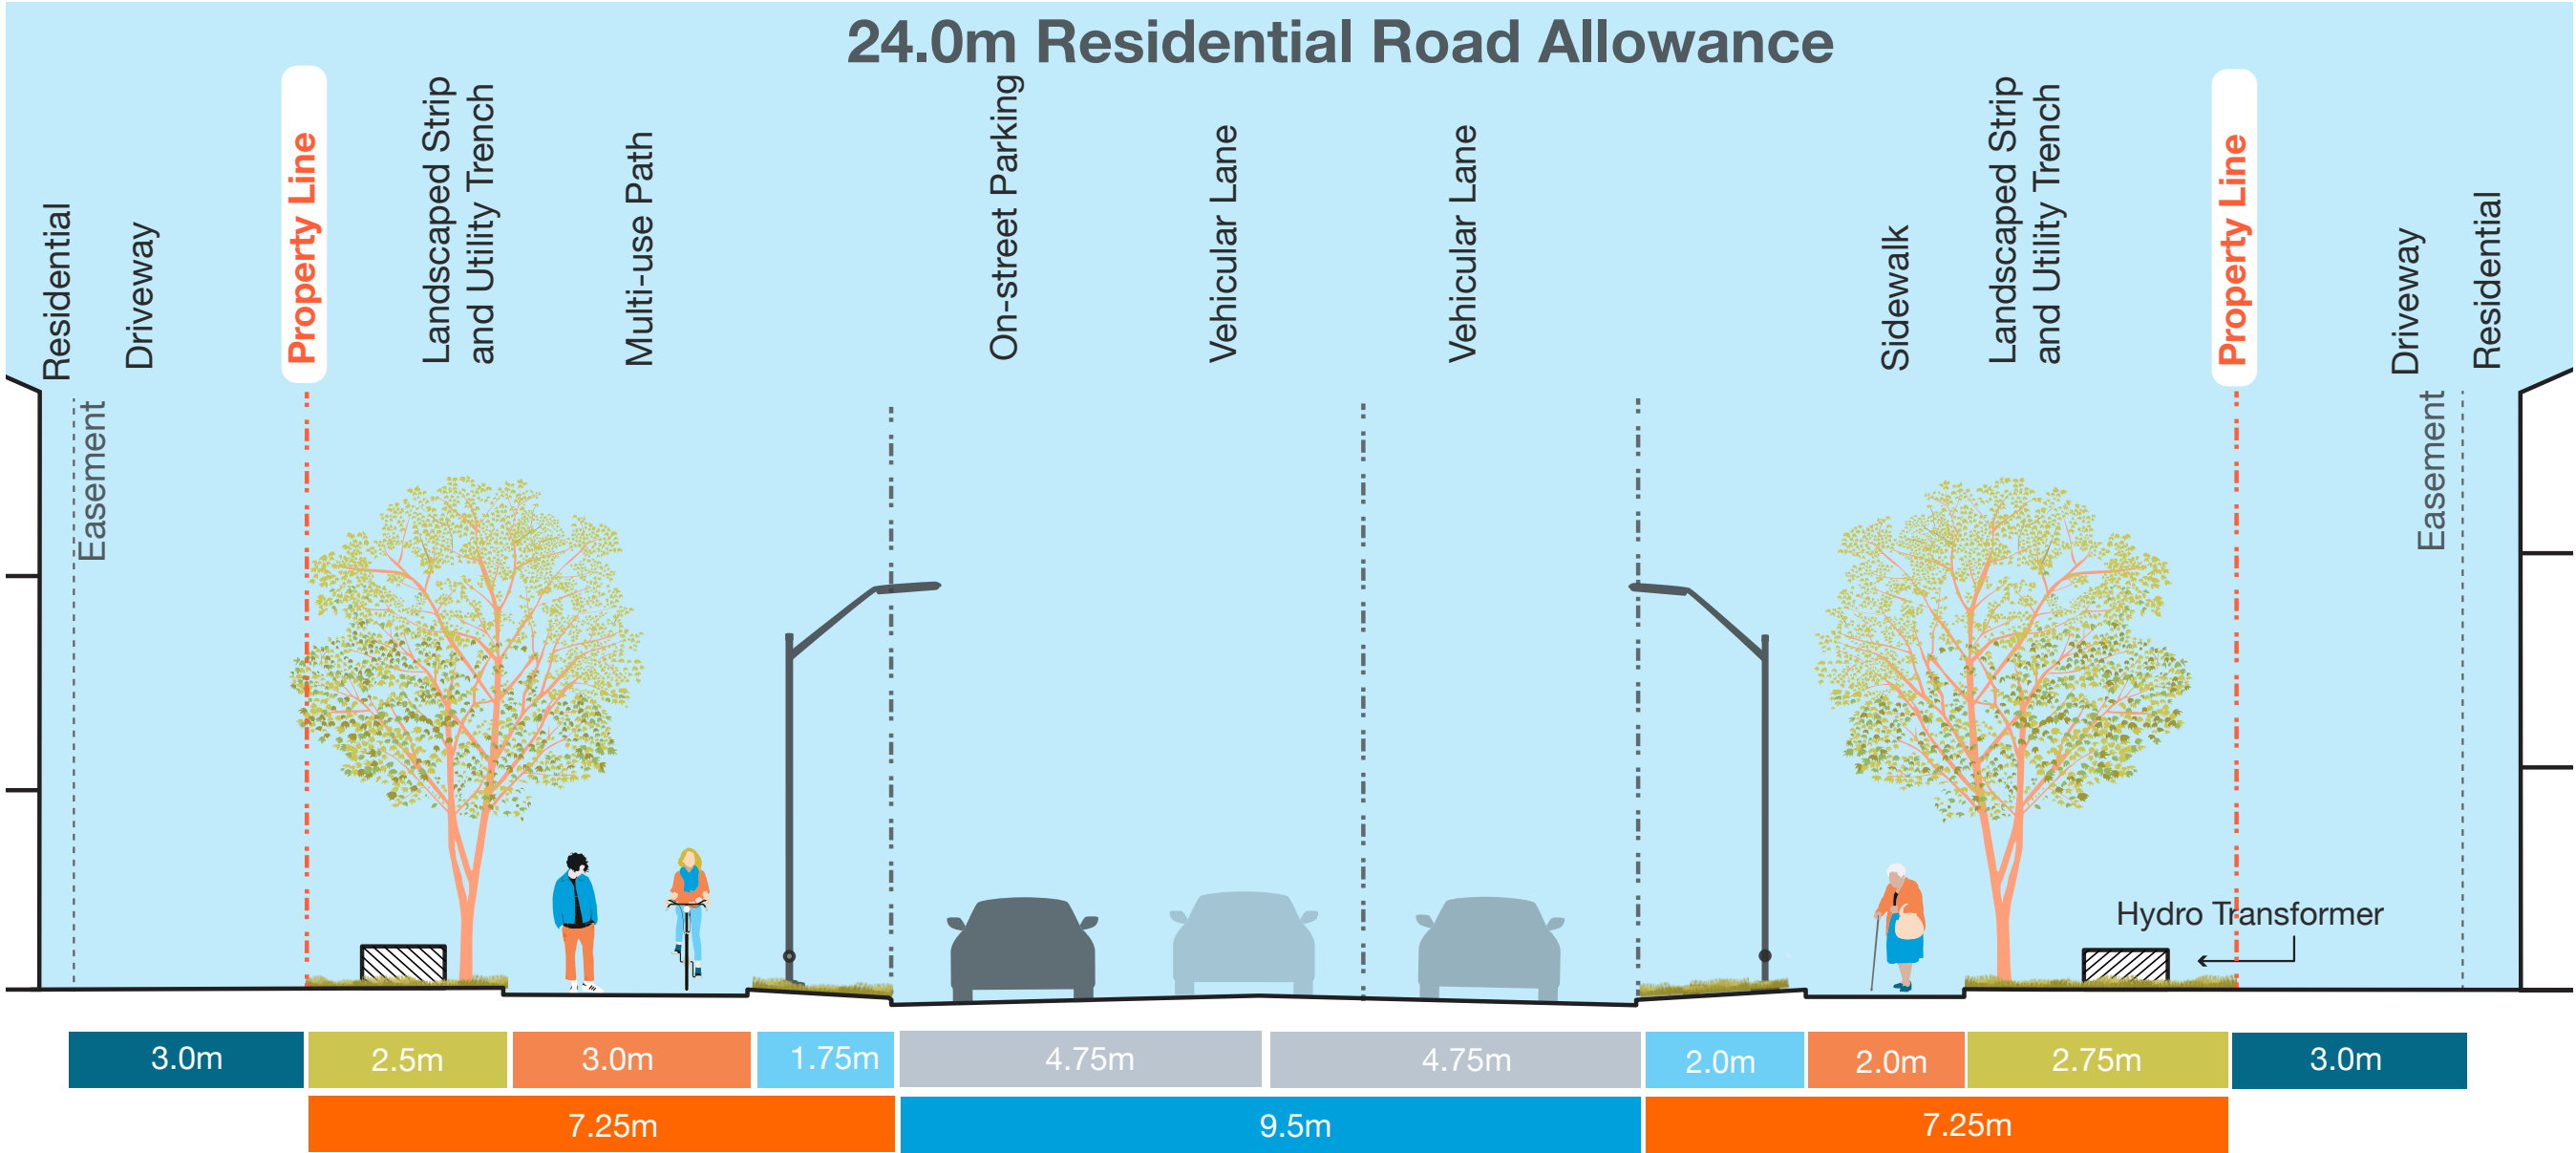 24.0m Residential Road Allowance
Residential
Driveway
Property Line
Landscaped Strip
and Utility Trench
Multi-use Path
On-street Parking
Vehicular Lane
Vehicular Lane
Sidewalk
Landscaped Strip
and Utility Trench
Property Line
Driveway
Residential
Easement
Easement
Hydro Transformer
3.0m
2.5m
3.0m
1.75m
4.75m
4.75m
2.0m
2.0m
2.75m
3.0m
7.25m
9.5m
7.25m